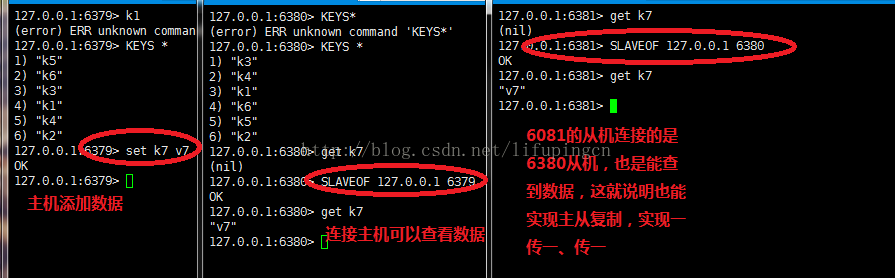 127.0.0.1:6379> k1
(error) ERR unknown comman
127.0.0.1:6379> KEYS *
1) "k5"
2) "k6"
3) "k3"
4) "k1"
5) "k4"
6) "k2"
127.0.0.1:6379> set k7 v7
OK
127.0.0.1:6379>
主机添加数据
127.0.0.1:6380> KEYS*
(error) ERR unknown command 'KEYS*'
127.0.0.1:6380> KEYS *
1) "k3"
2) "k4"
3) "k1"
4) "k6"
5) "k5"
6) "k2"
127.0.0.1:6380> get k7
(nil)
127.0.0.1:6380> SLAVEOF 127.0.0.1 6379
OK
127.0.0.1:6380> get k7
"v7"
127.0.0.1:6380>
连接主机可以查看数据
127.0.0.1:6381> get k7
(nil)
127.0.0.1:6381> SLAVEOF 127.0.0.1 6380
OK
127.0.0.1:6381> get k7
"v7"
127.0.0.1:6381>
6081的从机连接的是
6380从机，也是能查
到数据，这就说明也能
实现主从复制，实现一
传一、传一
http://blog.csdn.net/lifupingcn